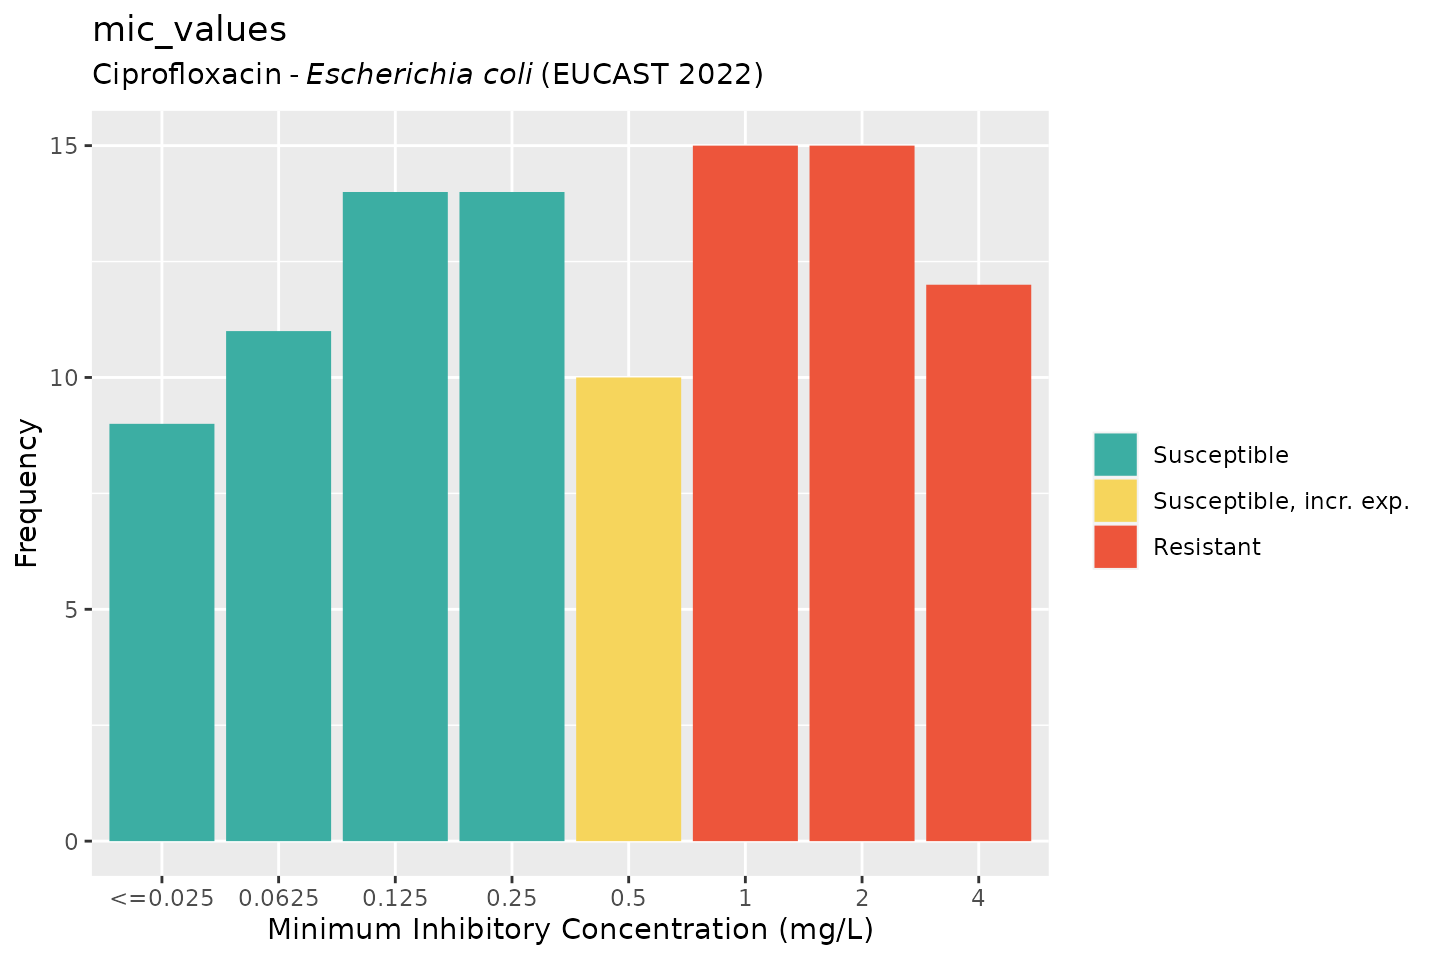 mic_values
Ciprofloxacin - Escherichia coli (EUCAST 2022)
15
10
5
0
Frequency
<=0.025 0.0625 0.125 0.25 0.5 1 2 4
Minimum Inhibitory Concentration (mg/L)
Susceptible
Susceptible, incr. exp.
Resistant